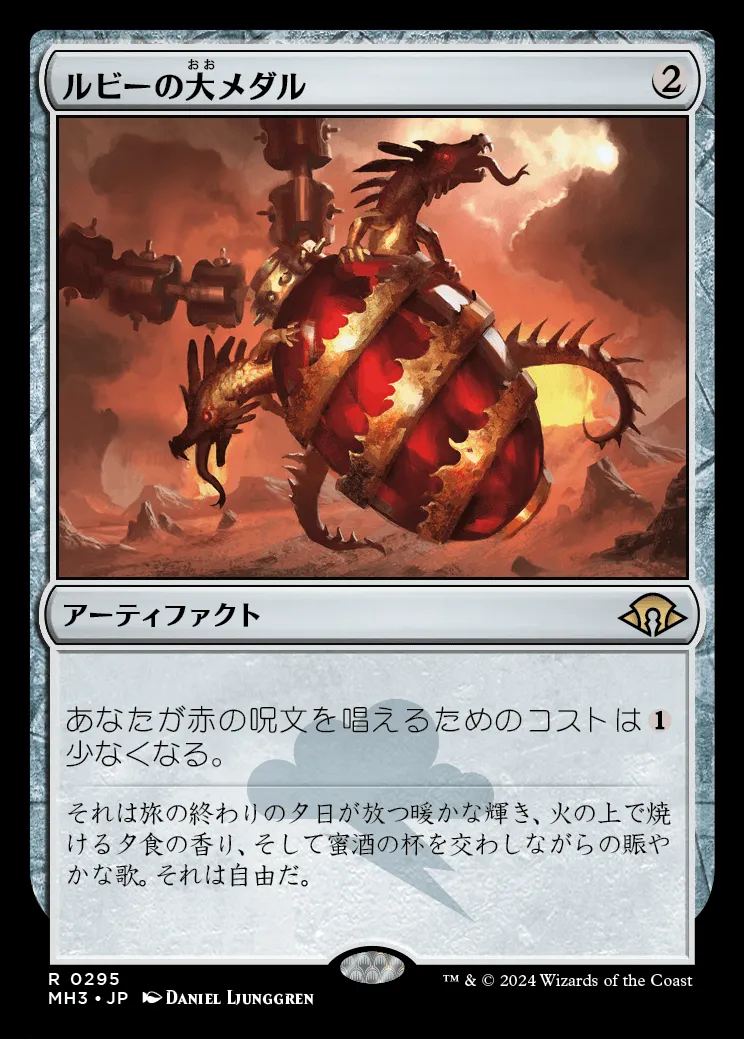 おお
ルビーの大メダル
2
アーティファクト
あなたが赤の呪文を唱えるためのコストは1
少なくなる。
それは旅の終わりの夕日が放つ暖かな輝き、火の上で焼
ける夕食の香り、そして蜜酒の杯を交わしながらの賑や
かな歌。それは自由だ。
R 0295
MH3 • JP DANIEL LJUNGGREN
™ & © 2024 Wizards of the Coast